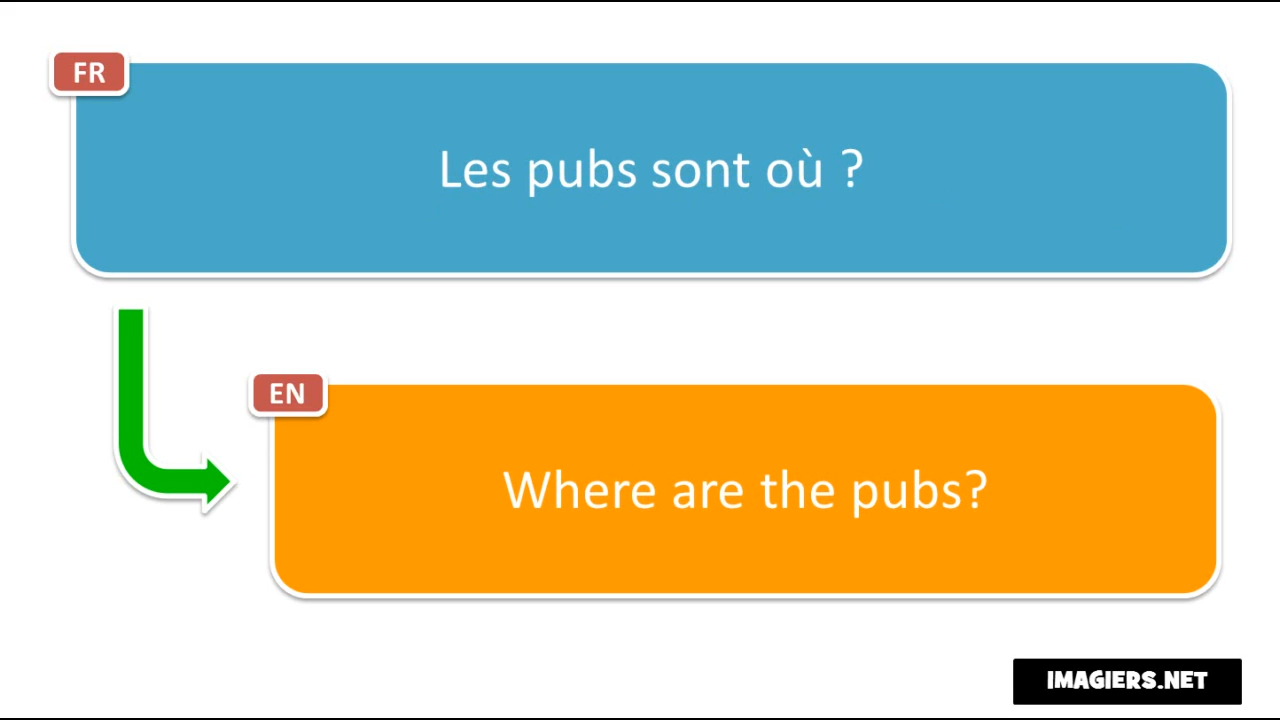 FR
Les pubs sont où ?
EN
Where are the pubs?
IMAGIERS.NET